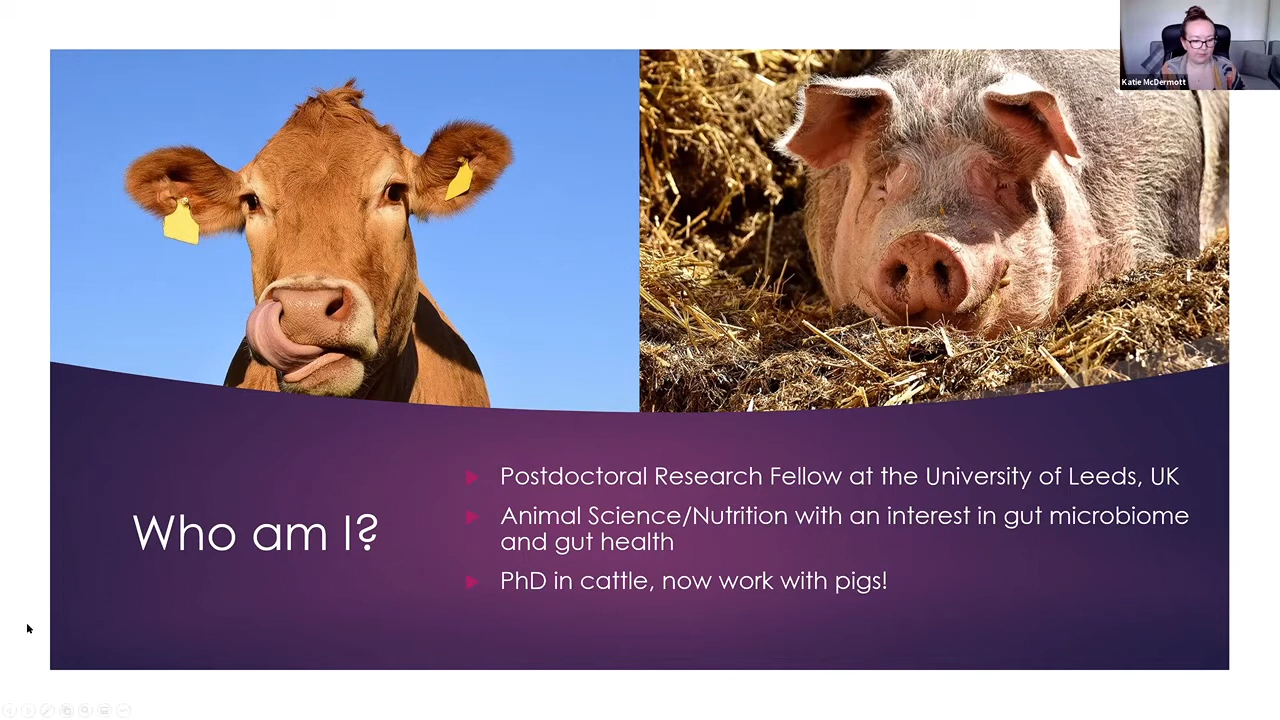 Katie McDermott
Who am I?
Postdoctoral Research Fellow at the University of Leeds, UK
Animal Science/Nutrition with an interest in gut microbiome
and gut health
PhD in cattle, now work with pigs!